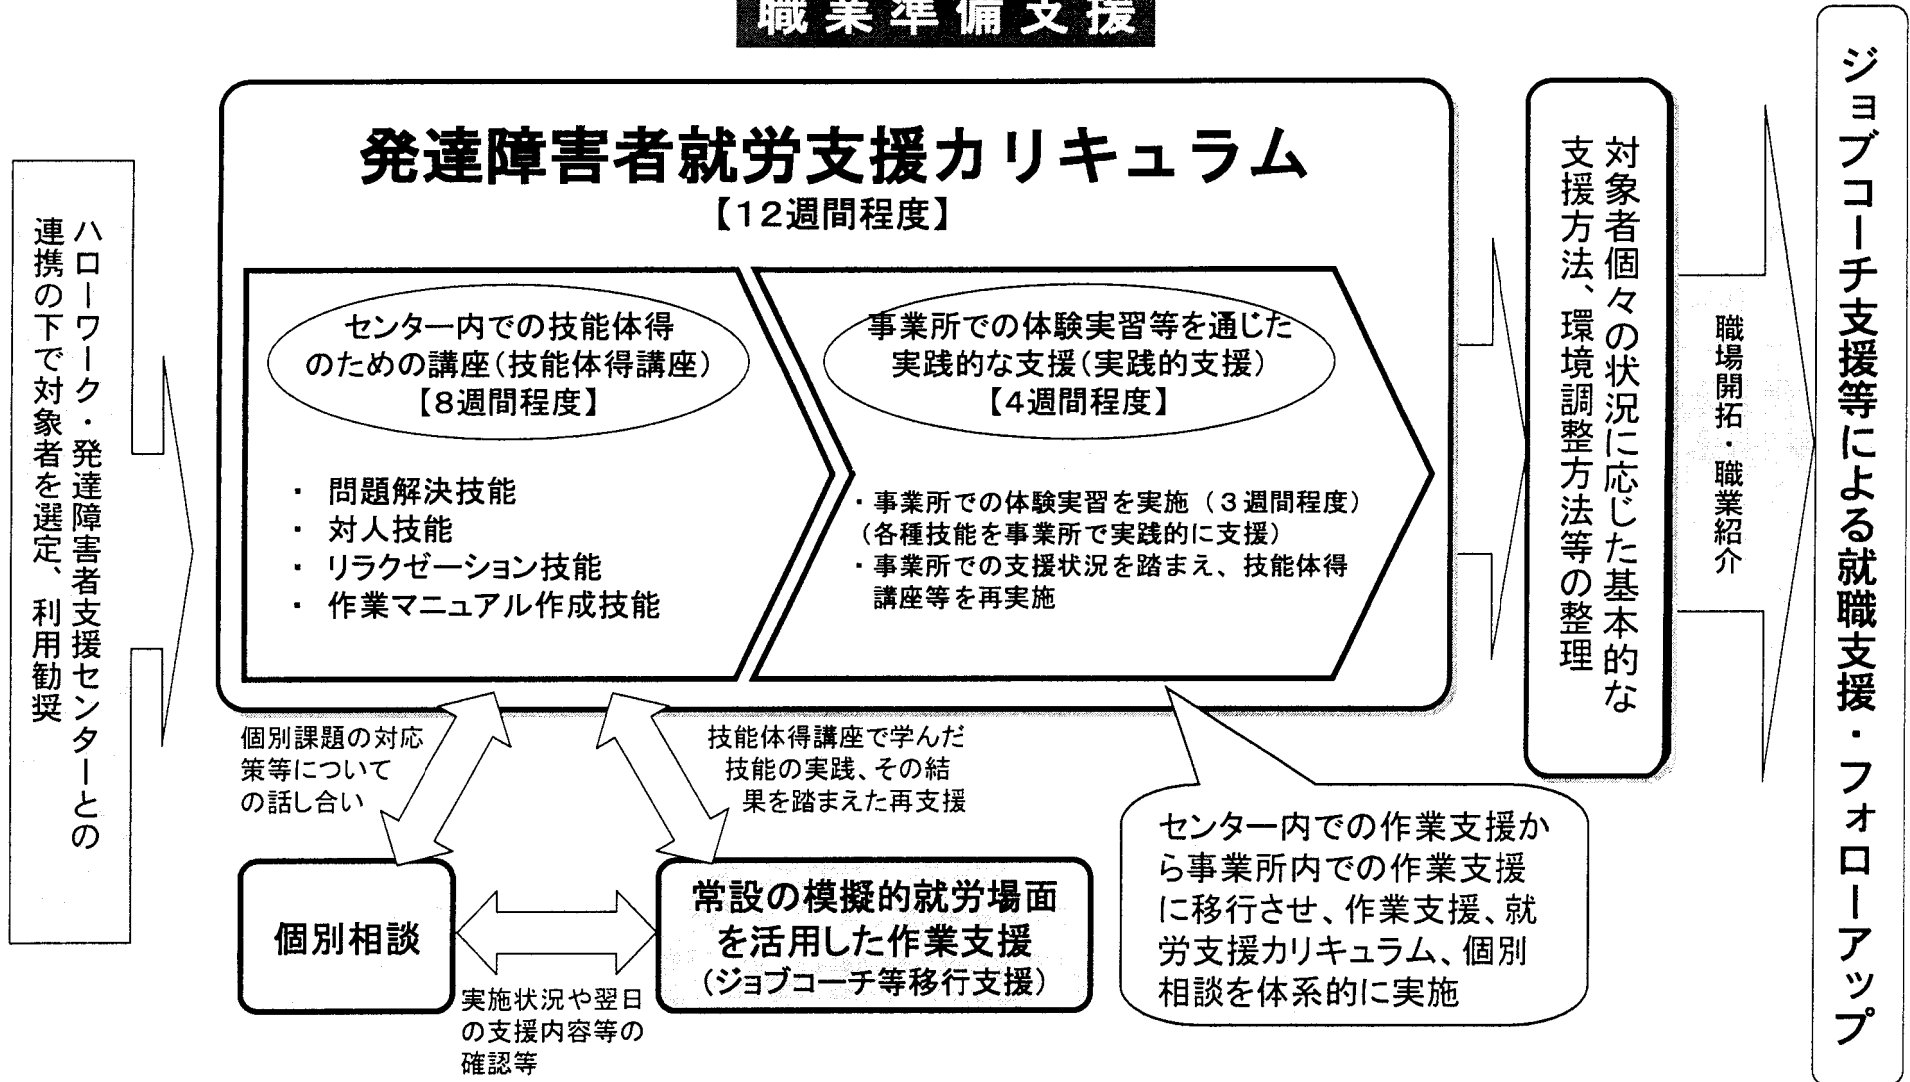 職業準備支援
ハローワーク・発達障害者支援センターとの
連携の下で対象者を選定、利用勧奨
発達障害者就労支援カリキュラム
【12週間程度】
センター内での技能体得
のための講座(技能体得講座)
【8週間程度】
・ 問題解決技能
・ 対人技能
・ リラクゼーション技能
・ 作業マニュアル作成技能
事業所での体験実習等を通じた
実践的な支援(実践的支援)
【4週間程度】
・事業所での体験実習を実施(3週間程度)
(各種技能を事業所で実践的に支援)
・事業所での支援状況を踏まえ、技能体得
講座等を再実施
個別課題の対応
策等について
の話し合い
技能体得講座で学んだ
技能の実践、その結
果を踏まえた再支援
個別相談
実施状況や翌日
の支援内容等の
確認等
常設の模擬的就労場面
を活用した作業支援
(ジョブコーチ等移行支援)
センター内での作業支援か
ら事業所内での作業支援
に移行させ、作業支援、就
労支援カリキュラム、個別
相談を体系的に実施
対象者個々の状況に応じた基本的な
支援方法、環境調整方法等の整理
職場開拓・職業紹介
ジョブコーチ支援等による就職支援・フォローアップ